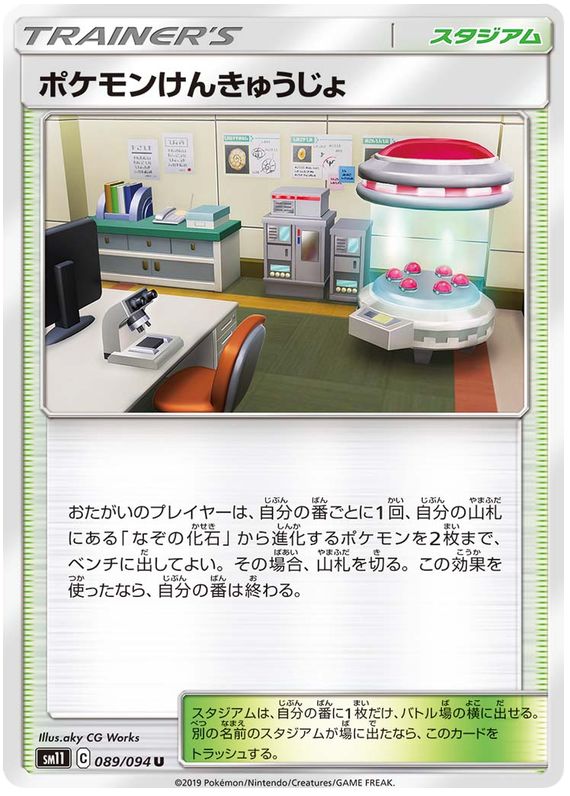 TRAINER'S
スタジアム
ポケモンけんきゅうじょ
おたがいのプレイヤーは、自分の番ごとに1回、自分の山札
にある「なぞの化石」から進化するポケモンを2枚まで、
ベンチに出してよい。その場合、山札を切る。この効果を
使ったなら、自分の番は終わる。
スタジアムは、自分の番に1枚だけ、バトル場の横に出せる。
別の名前のスタジアムが場に出たなら、このカードを
トラッシュする。
Illus.aky CG Works
SM11 C 089/094 U
©2019 Pokémon/Nintendo/Creatures/GAME FREAK.